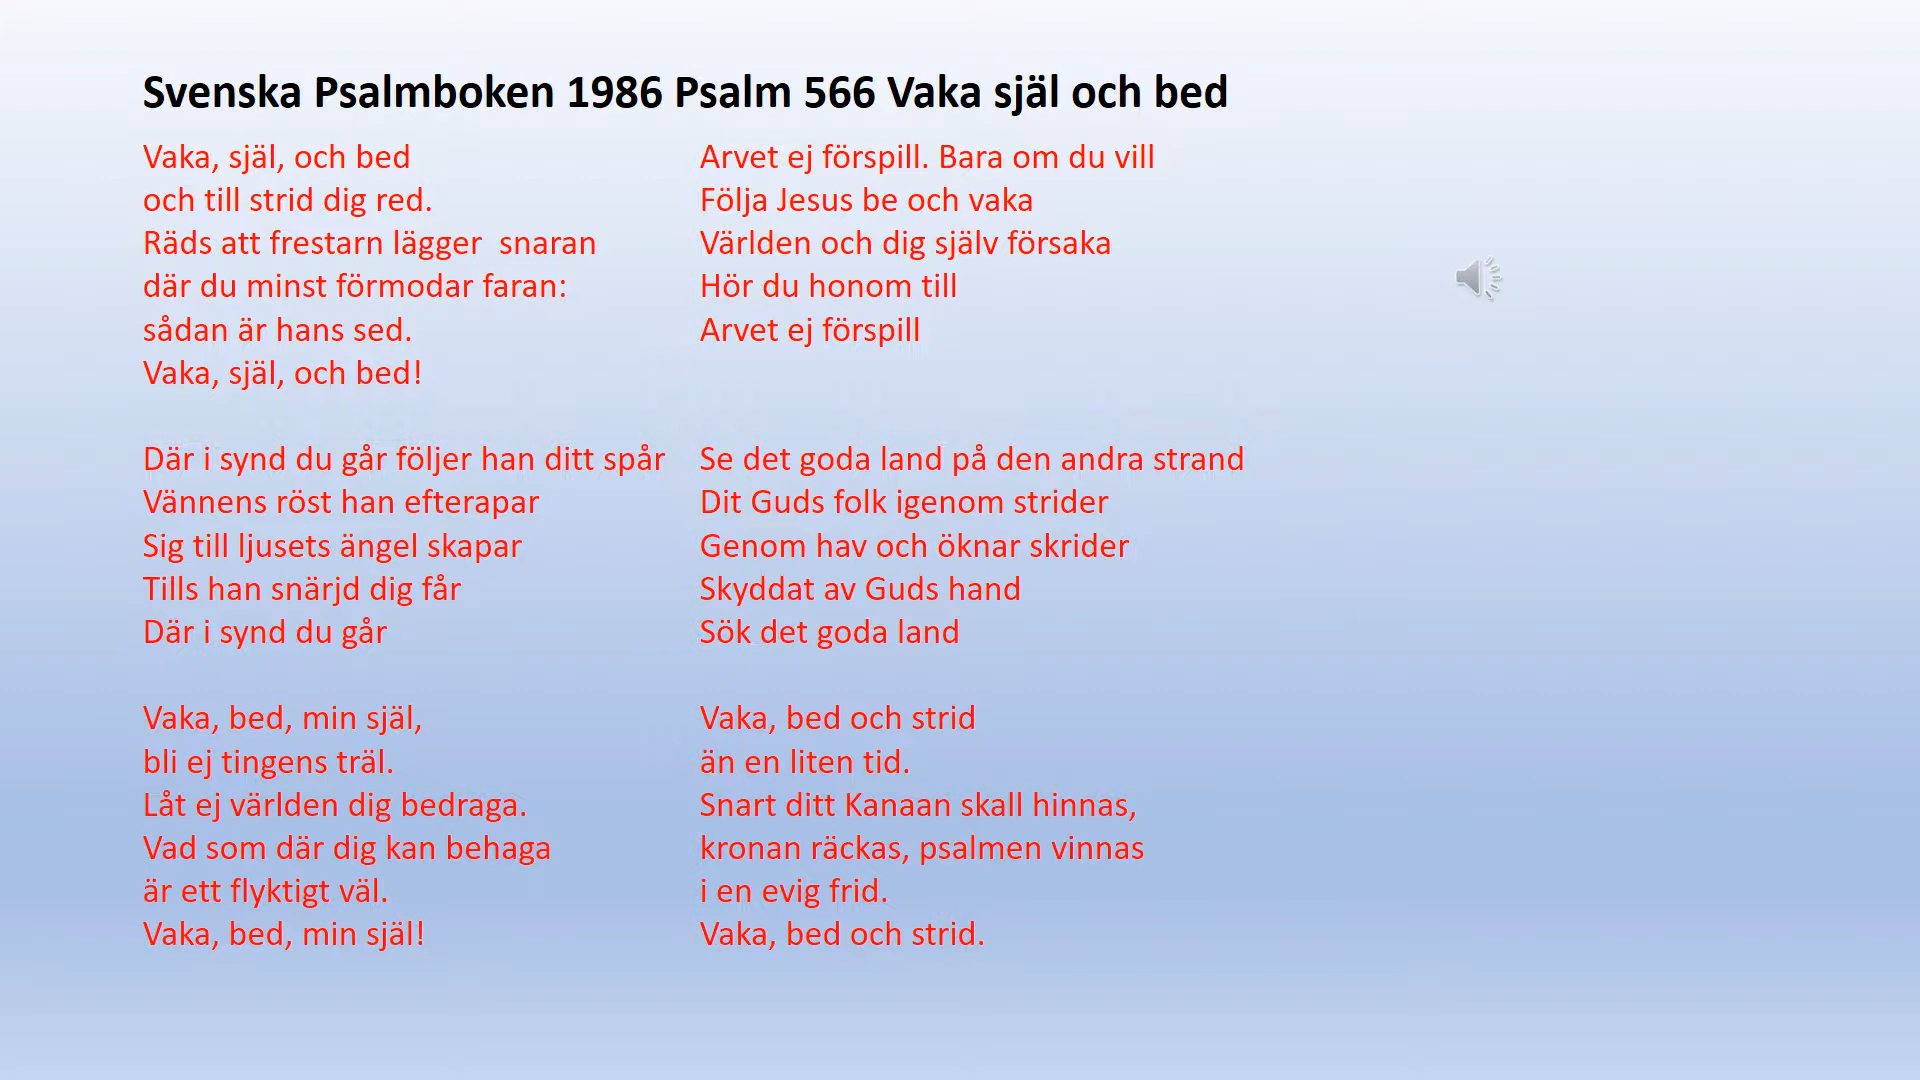 Svenska Psalmboken 1986 Psalm 566 Vaka själ och bed
Vaka, själ, och bed
och till strid dig red.
Räds att frestarn lägger  snaran
där du minst förmodar faran:
sådan är hans sed.
Vaka, själ, och bed!
Där i synd du går följer han ditt spår
Vännens röst han efterapar
Sig till ljusets ängel skapar
Tills han snärjd dig får
Där i synd du går
Vaka, bed, min själ,
bli ej tingens träl.
Låt ej världen dig bedraga.
Vad som där dig kan behaga
är ett flyktigt väl.
Vaka, bed, min själ!
Arvet ej förspill. Bara om du vill
Följa Jesus be och vaka
Världen och dig själv försaka
Hör du honom till
Arvet ej förspill
Se det goda land på den andra strand
Dit Guds folk igenom strider
Genom hav och öknar skrider
Skyddat av Guds hand
Sök det goda land
Vaka, bed och strid
än en liten tid.
Snart ditt Kanaan skall hinnas,
kronan räckas, psalmen vinnas
i en evig frid.
Vaka, bed och strid.